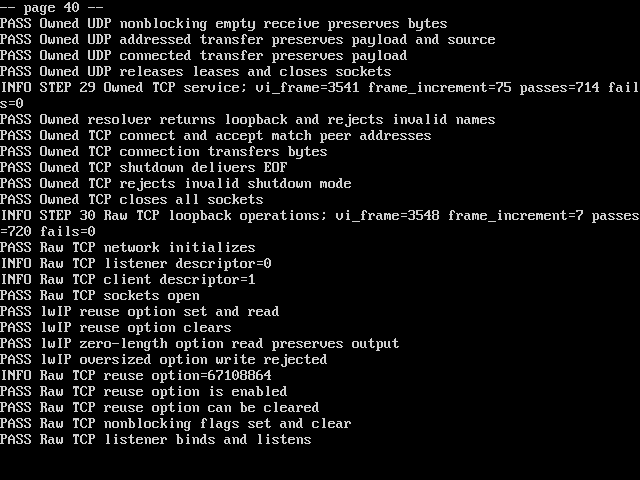 -- page 40 --
PASS Owned UDP nonblocking empty receive preserves bytes
PASS Owned UDP addressed transfer preserves payload and source
PASS Owned UDP connected transfer preserves payload
PASS Owned UDP releases leases and closes sockets
INFO STEP 29 Owned TCP service; vi_frame=3541 frame_increment=75 passes=714 fail
s=0
PASS Owned resolver returns loopback and rejects invalid names
PASS Owned TCP connect and accept match peer addresses
PASS Owned TCP connection transfers bytes
PASS Owned TCP shutdown delivers EOF
PASS Owned TCP rejects invalid shutdown mode
PASS Owned TCP closes all sockets
INFO STEP 30 Raw TCP loopback operations; vi_frame=3548 frame_increment=7 passes
=720 fails=0
PASS Raw TCP network initializes
INFO Raw TCP listener descriptor=0
INFO Raw TCP client descriptor=1
PASS Raw TCP sockets open
PASS lwIP reuse option set and read
PASS lwIP reuse option clears
PASS lwIP zero-length option read preserves output
PASS lwIP oversized option write rejected
INFO Raw TCP reuse option=67108864
PASS Raw TCP reuse option is enabled
PASS Raw TCP reuse option can be cleared
PASS Raw TCP nonblocking flags set and clear
PASS Raw TCP listener binds and listens